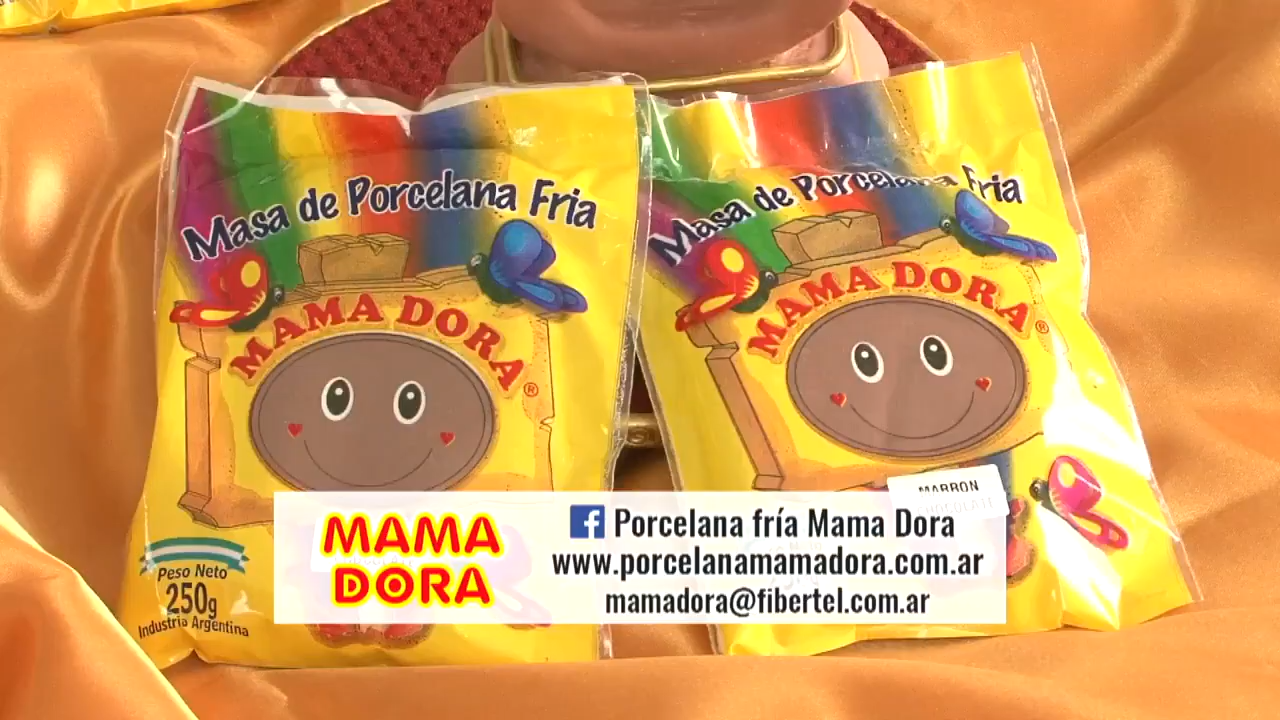 Masa de Porcelana Fria
MAMA DORA®
Peso Neto
250g
Industria Argentina
Masa de Porcelana Fria
MAMA DORA®
MARRON
CHOCOLATE
MAMA
DORA
Porcelana fría Mama Dora
www.porcelanamamadora.com.ar
mamadora@fibertel.com.ar